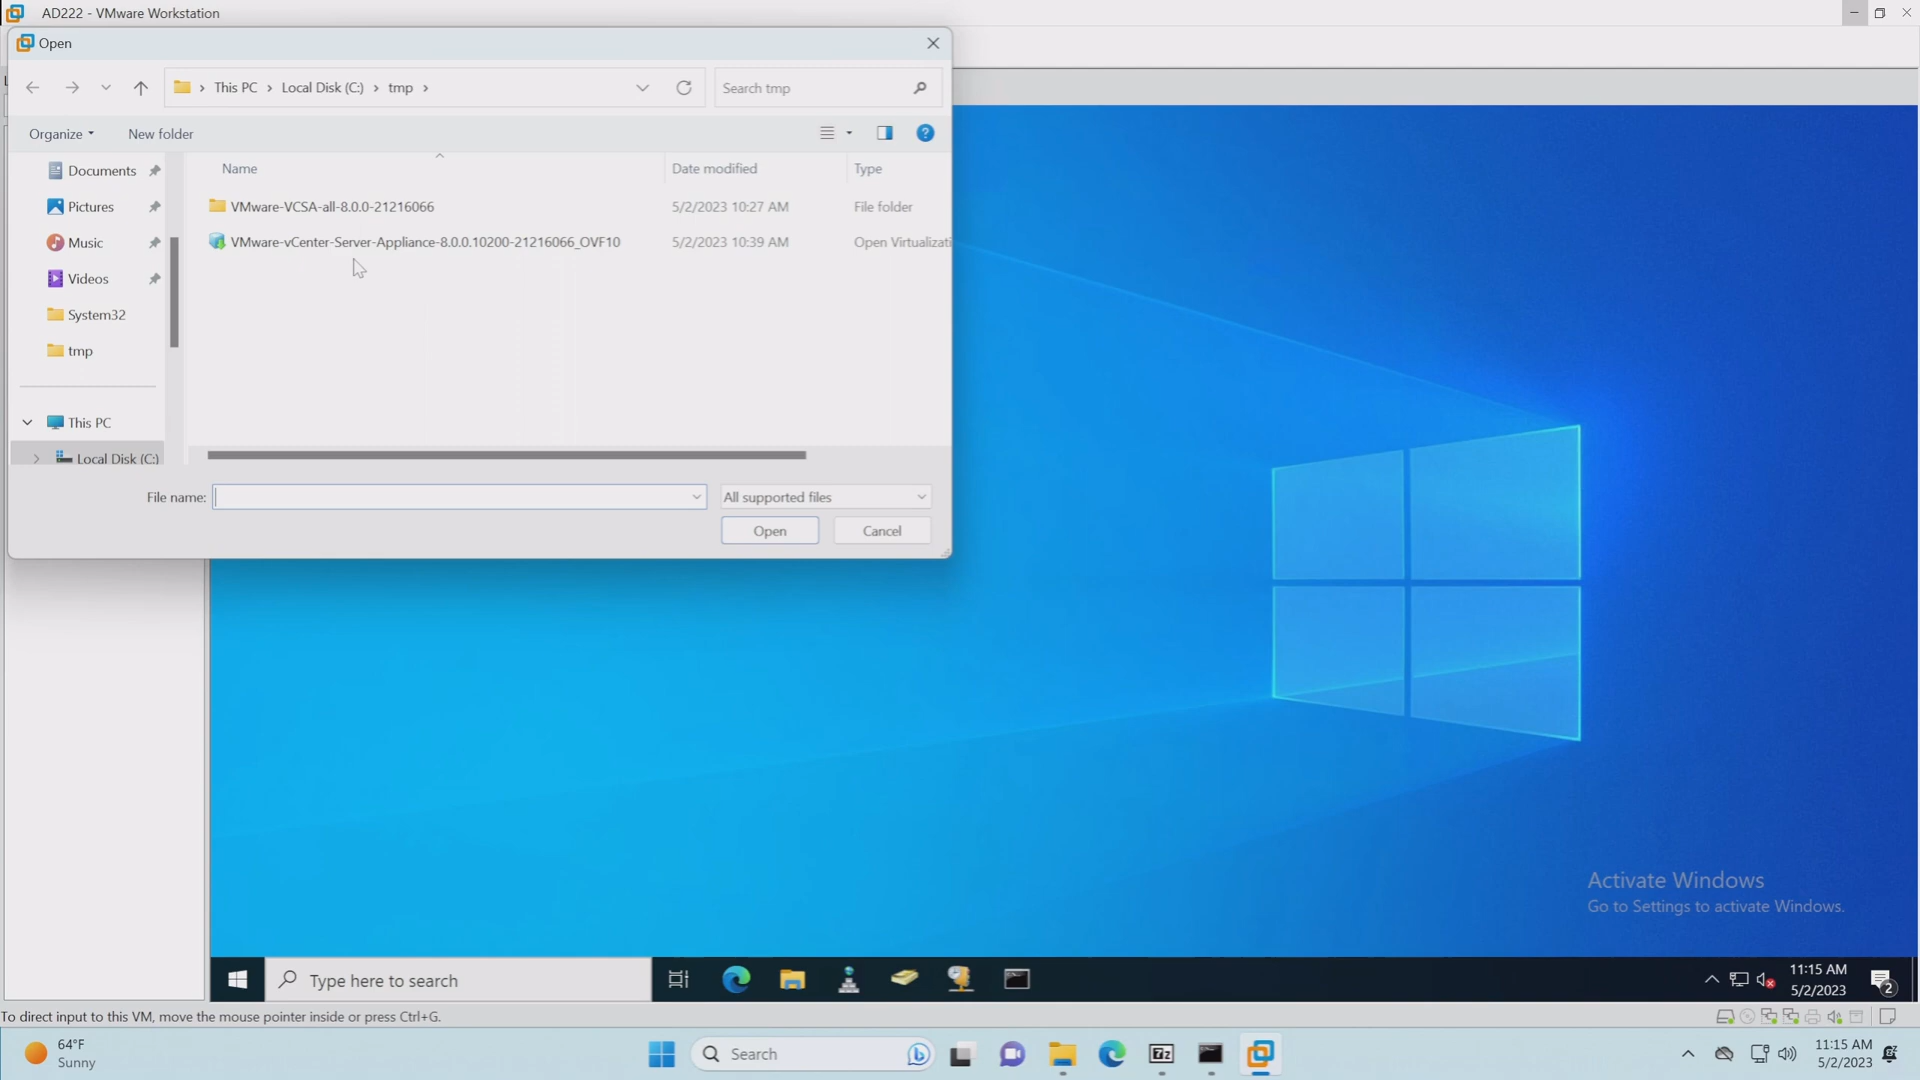 AD222 - VMware Workstation
Open
This PC > Local Disk (C:) > tmp >
Search tmp
Organize
New folder
Name
Date modified
Type
Documents
Pictures
Music
Videos
System32
tmp
This PC
Local Disk (C:)
VMware-VCSA-all-8.0.0-21216066
5/2/2023 10:27 AM
File folder
VMware-vCenter-Server-Appliance-8.0.0.10200-21216066_OVF10
5/2/2023 10:39 AM
Open Virtualizati
File name:
All supported files
Open
Cancel
Activate Windows
Go to Settings to activate Windows.
Type here to search
11:15 AM
5/2/2023
2
To direct input to this VM, move the mouse pointer inside or press Ctrl+G.
64°F
Sunny
Search
7z
11:15 AM
5/2/2023